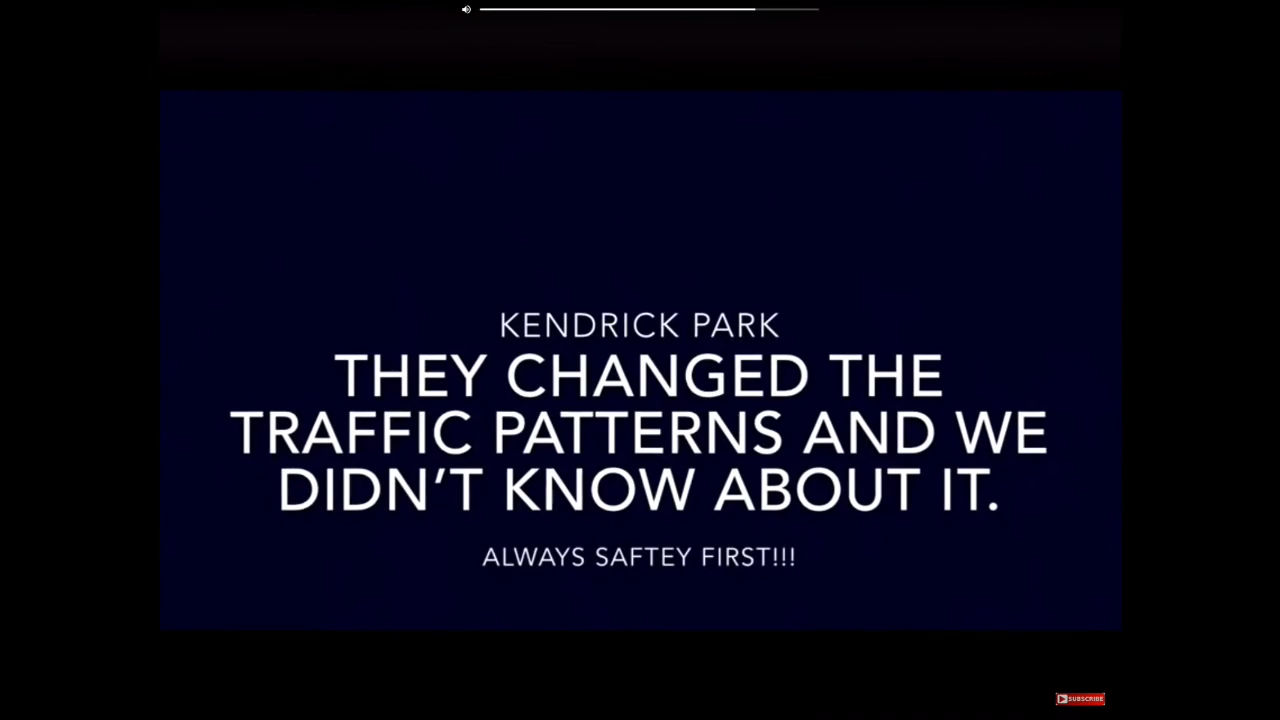 KENDRICK PARK
THEY CHANGED THE
TRAFFIC PATTERNS AND WE
DIDN’T KNOW ABOUT IT.
ALWAYS SAFTEY FIRST!!!
SUBSCRIBE